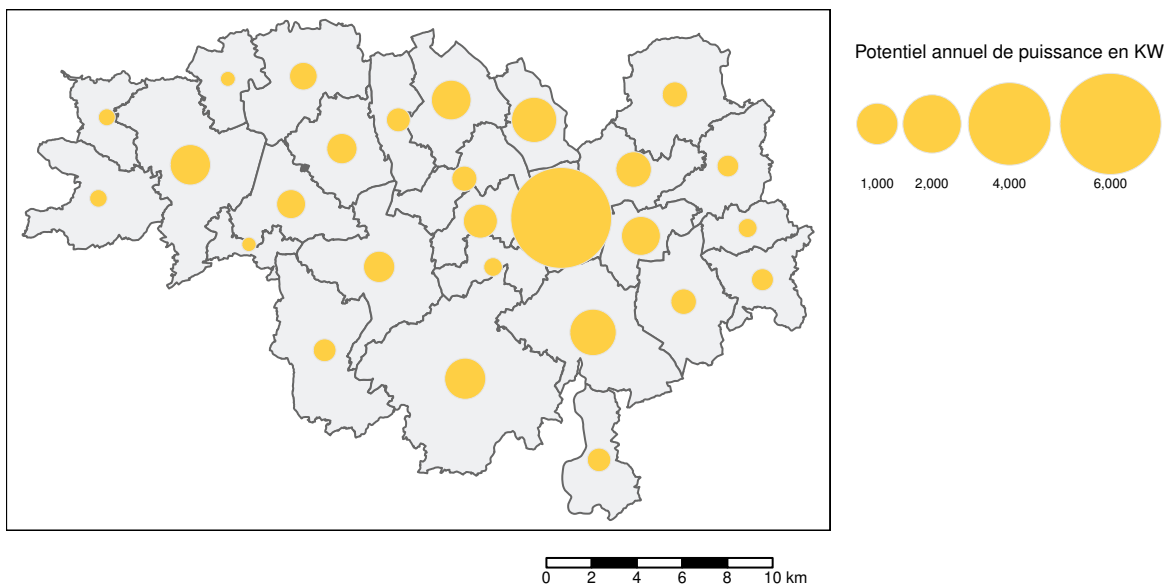 Potentiel annuel de puissance en KW
1,000 2,000 4,000 6,000
0 2 4 6 8 10 km